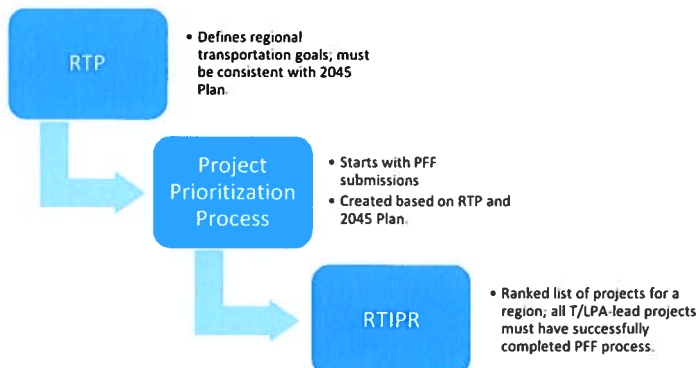 RTP
• Defines regional
transportation goals; must
be consistent with 2045
Plan.
Project
Prioritization
Process
• Starts with PFF
submissions
• Created based on RTP and
2045 Plan.
RTIPR
• Ranked list of projects for a
region; all T/LPA-lead projects
must have successfully
completed PFF process.